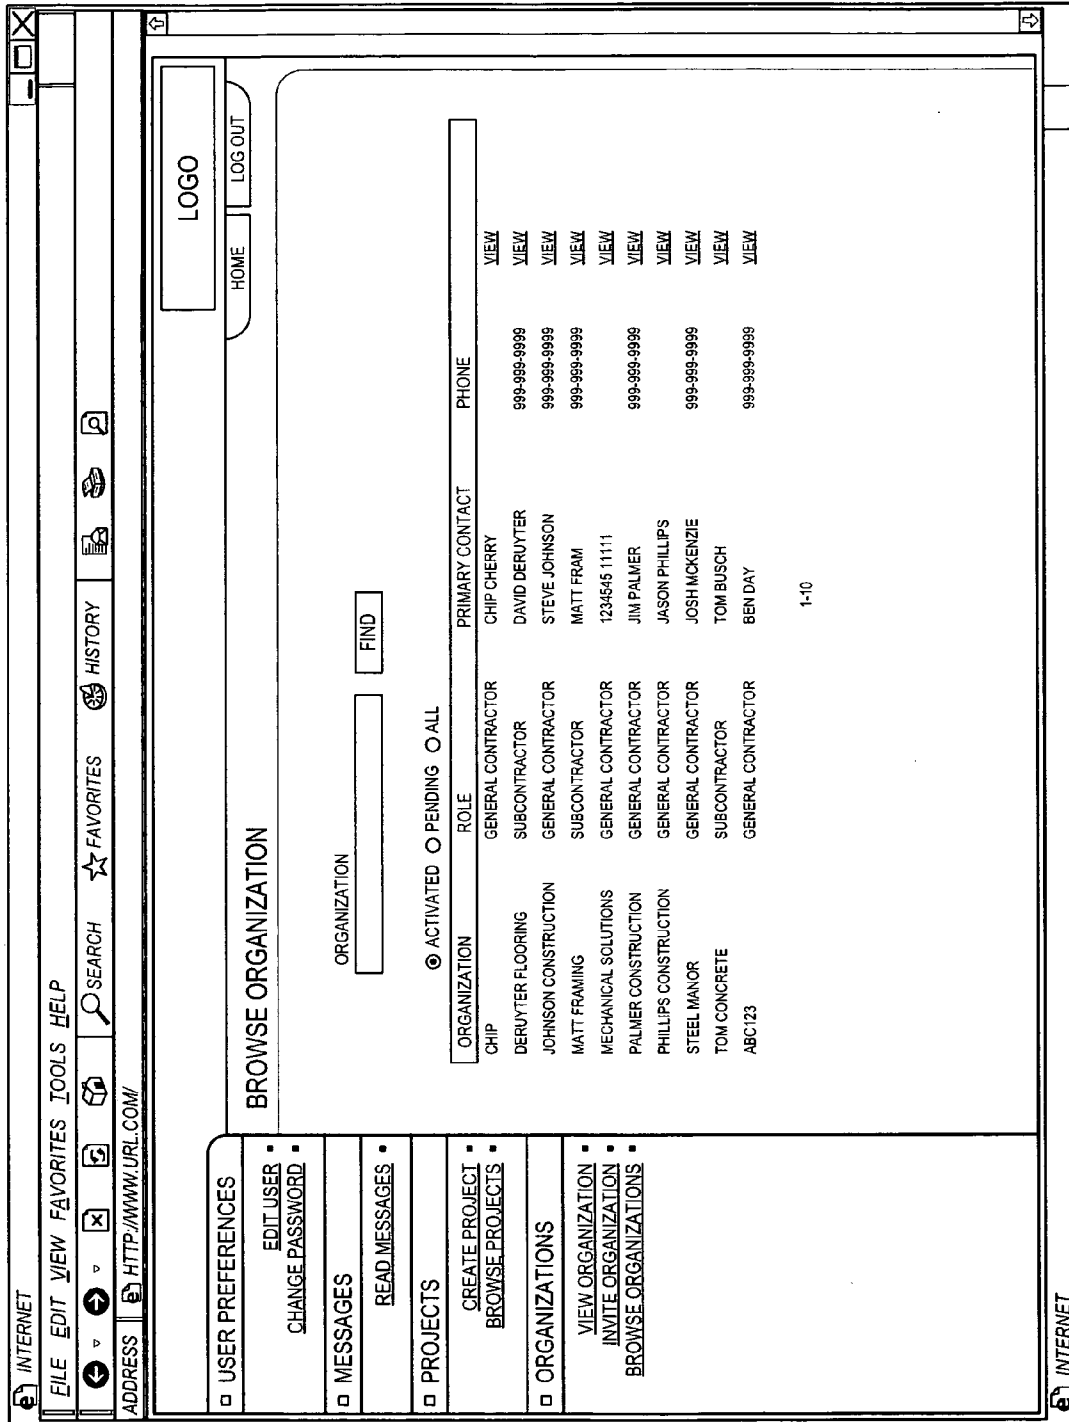 INTERNET
FILE EDIT VIEW FAVORITES TOOLS HELP
SEARCH FAVORITES HISTORY
ADDRESS HTTP://WWW.URL.COM/
LOGO
HOME LOG OUT
USER PREFERENCES
EDIT USER
CHANGE PASSWORD
MESSAGES
READ MESSAGES
PROJECTS
CREATE PROJECT
BROWSE PROJECTS
ORGANIZATIONS
VIEW ORGANIZATION
INVITE ORGANIZATION
BROWSE ORGANIZATIONS
BROWSE ORGANIZATION
ORGANIZATION
FIND
ACTIVATED PENDING ALL
ORGANIZATION ROLE PRIMARY CONTACT PHONE
CHIP GENERAL CONTRACTOR CHIP CHERRY VIEW
DERUYTER FLOORING SUBCONTRACTOR DAVID DERUYTER 999-999-9999 VIEW
JOHNSON CONSTRUCTION GENERAL CONTRACTOR STEVE JOHNSON 999-999-9999 VIEW
MATT FRAMING SUBCONTRACTOR MATT FRAM 999-999-9999 VIEW
MECHANICAL SOLUTIONS GENERAL CONTRACTOR 1234545 11111 VIEW
PALMER CONSTRUCTION GENERAL CONTRACTOR JIM PALMER 999-999-9999 VIEW
PHILLIPS CONSTRUCTION GENERAL CONTRACTOR JASON PHILLIPS VIEW
STEEL MANOR GENERAL CONTRACTOR JOSH MCKENZIE 999-999-9999 VIEW
TOM CONCRETE SUBCONTRACTOR TOM BUSCH VIEW
ABC123 GENERAL CONTRACTOR BEN DAY 999-999-9999 VIEW
1-10
INTERNET